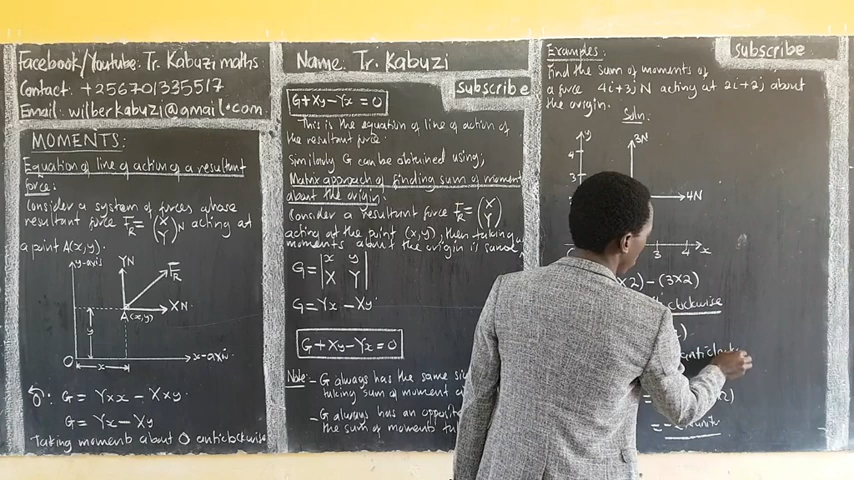 Facebook/Youtube: Tr. Kabuzi maths
Contact: +256701335517
Email: wilberkabuzi@gmail.com
MOMENTS:
Equation of line of action of a resultant
force:
Consider a system of forces whose
resultant force F_R = (X Y) N acting at
a point A(x,y).
y-axis
YN
F_R
XN
A(x,y)
y
O
x
x-axis
G = Y x x - X x y
G = Yx - Xy
Taking moments about O anticlockwise
Name: Tr. Kabuzi
subscribe
G + Xy - Yx = 0
This is the equation of line of action of
the resultant force.
Similarly G can be obtained using;
Matrix approach of finding sum of moment
about the origin:
Consider a resultant force F_R = (X Y)
acting at the point (x,y), then taking
moments about the origin is same
G = | x y |
| X Y |
G = Yx - Xy
G + Xy - Yx = 0
Note: - G always has the same
taking sum of moment
- G always has an
the sum of moments
subscribe
Examples:
Find the sum of moments of
a force 4i+3j N acting at 2i+2j about
the origin.
Soln:
y
3N
4
3
4N
3 4 x
x2) - (3x2)
clockwise